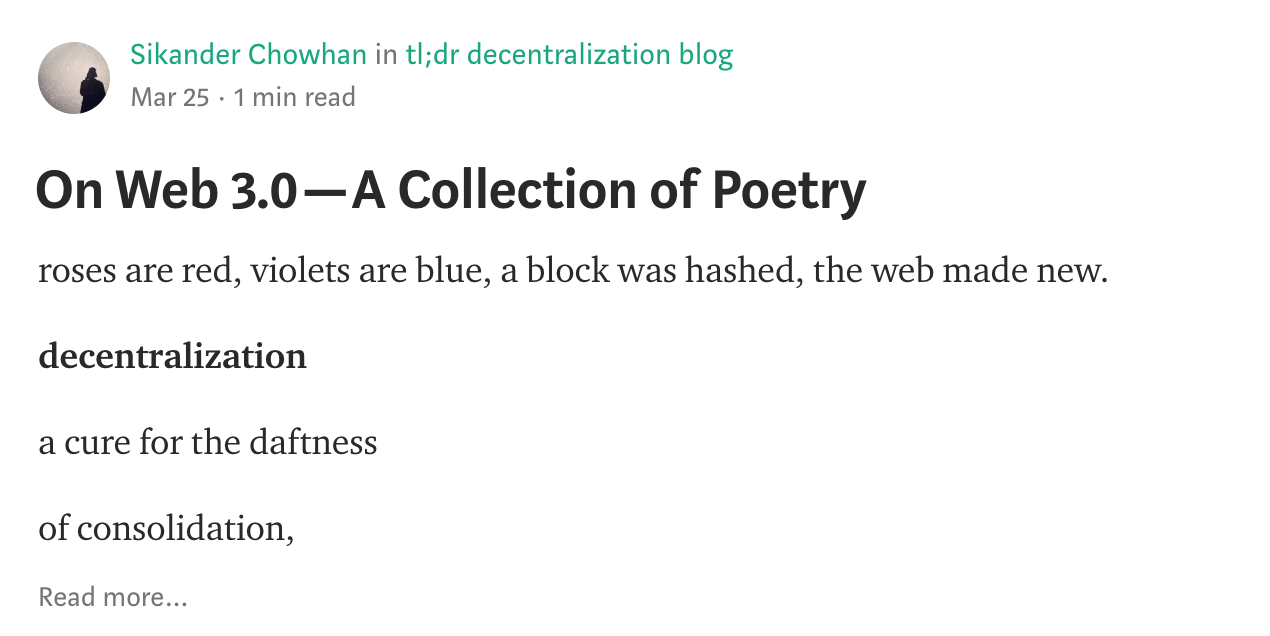 Sikander Chowhan in tl;dr decentralization blog
Mar 25 · 1 min read
On Web 3.0 — A Collection of Poetry
roses are red, violets are blue, a block was hashed, the web made new.
decentralization
a cure for the daftness
of consolidation,
Read more...